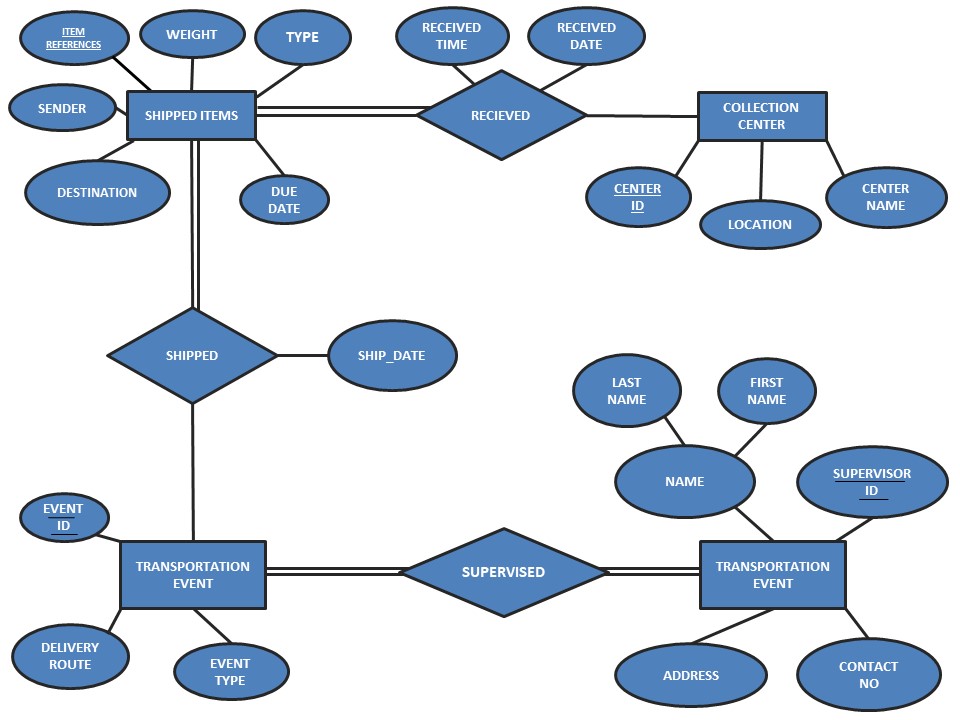 ITEM
REFERENCES
WEIGHT
TYPE
RECEIVED
TIME
RECEIVED
DATE
SENDER
SHIPPED ITEMS
RECIEVED
COLLECTION
CENTER
DESTINATION
DUE
DATE
CENTER
ID
LOCATION
CENTER
NAME
SHIPPED
SHIP_DATE
LAST
NAME
FIRST
NAME
NAME
SUPERVISOR
ID
EVENT
ID
TRANSPORTATION
EVENT
SUPERVISED
TRANSPORTATION
EVENT
DELIVERY
ROUTE
EVENT
TYPE
ADDRESS
CONTACT
NO